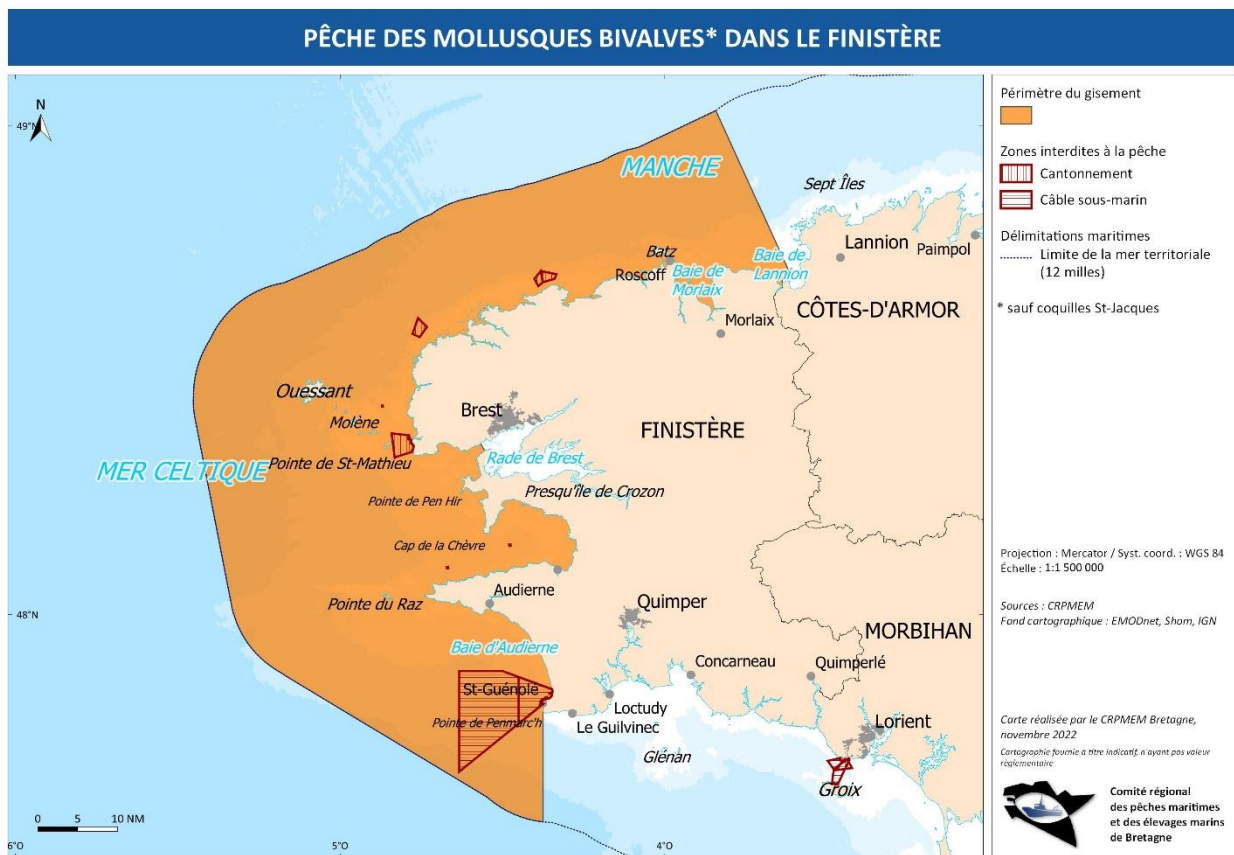 PÊCHE DES MOLLUSQUES BIVALVES* DANS LE FINISTÈRE
N
49°N
48°N
MANCHE
Sept Îles
Lannion
Paimpol
Batz
Roscoff
Baie de
Morlaix
Baie de
Lannion
CÔTES-D'ARMOR
Morlaix
Ouessant
Molène
Brest
FINISTÈRE
Pointe de St-Mathieu
Rade de Brest
MER CELTIQUE
Presqu'île de Crozon
Pointe de Pen Hir
Cap de la Chèvre
Audierne
Pointe du Raz
Quimper
MORBIHAN
Baie d'Audierne
Concarneau
Quimperlé
St-Guénolé
Loctudy
Pointe de Penmarc'h
Le Guilvinec
Lorient
Glénan
Groix
0 5 10 NM
6°O
5°O
4°O
Périmètre du gisement
Zones interdites à la pêche
Cantonnement
Câble sous-marin
Délimitations maritimes
Limite de la mer territoriale
(12 milles)
* sauf coquilles St-Jacques
Projection : Mercator / Syst. coord. : WGS 84
Échelle : 1:1 500 000
Sources : CRPMEM
Fond cartographique : EMODnet, Shom, IGN
Carte réalisée par le CRPMEM Bretagne,
novembre 2022
Cartographie fournie à titre indicatif, n'ayant pas valeur
réglementaire
Comité régional
des pêches maritimes
et des élevages marins
de Bretagne